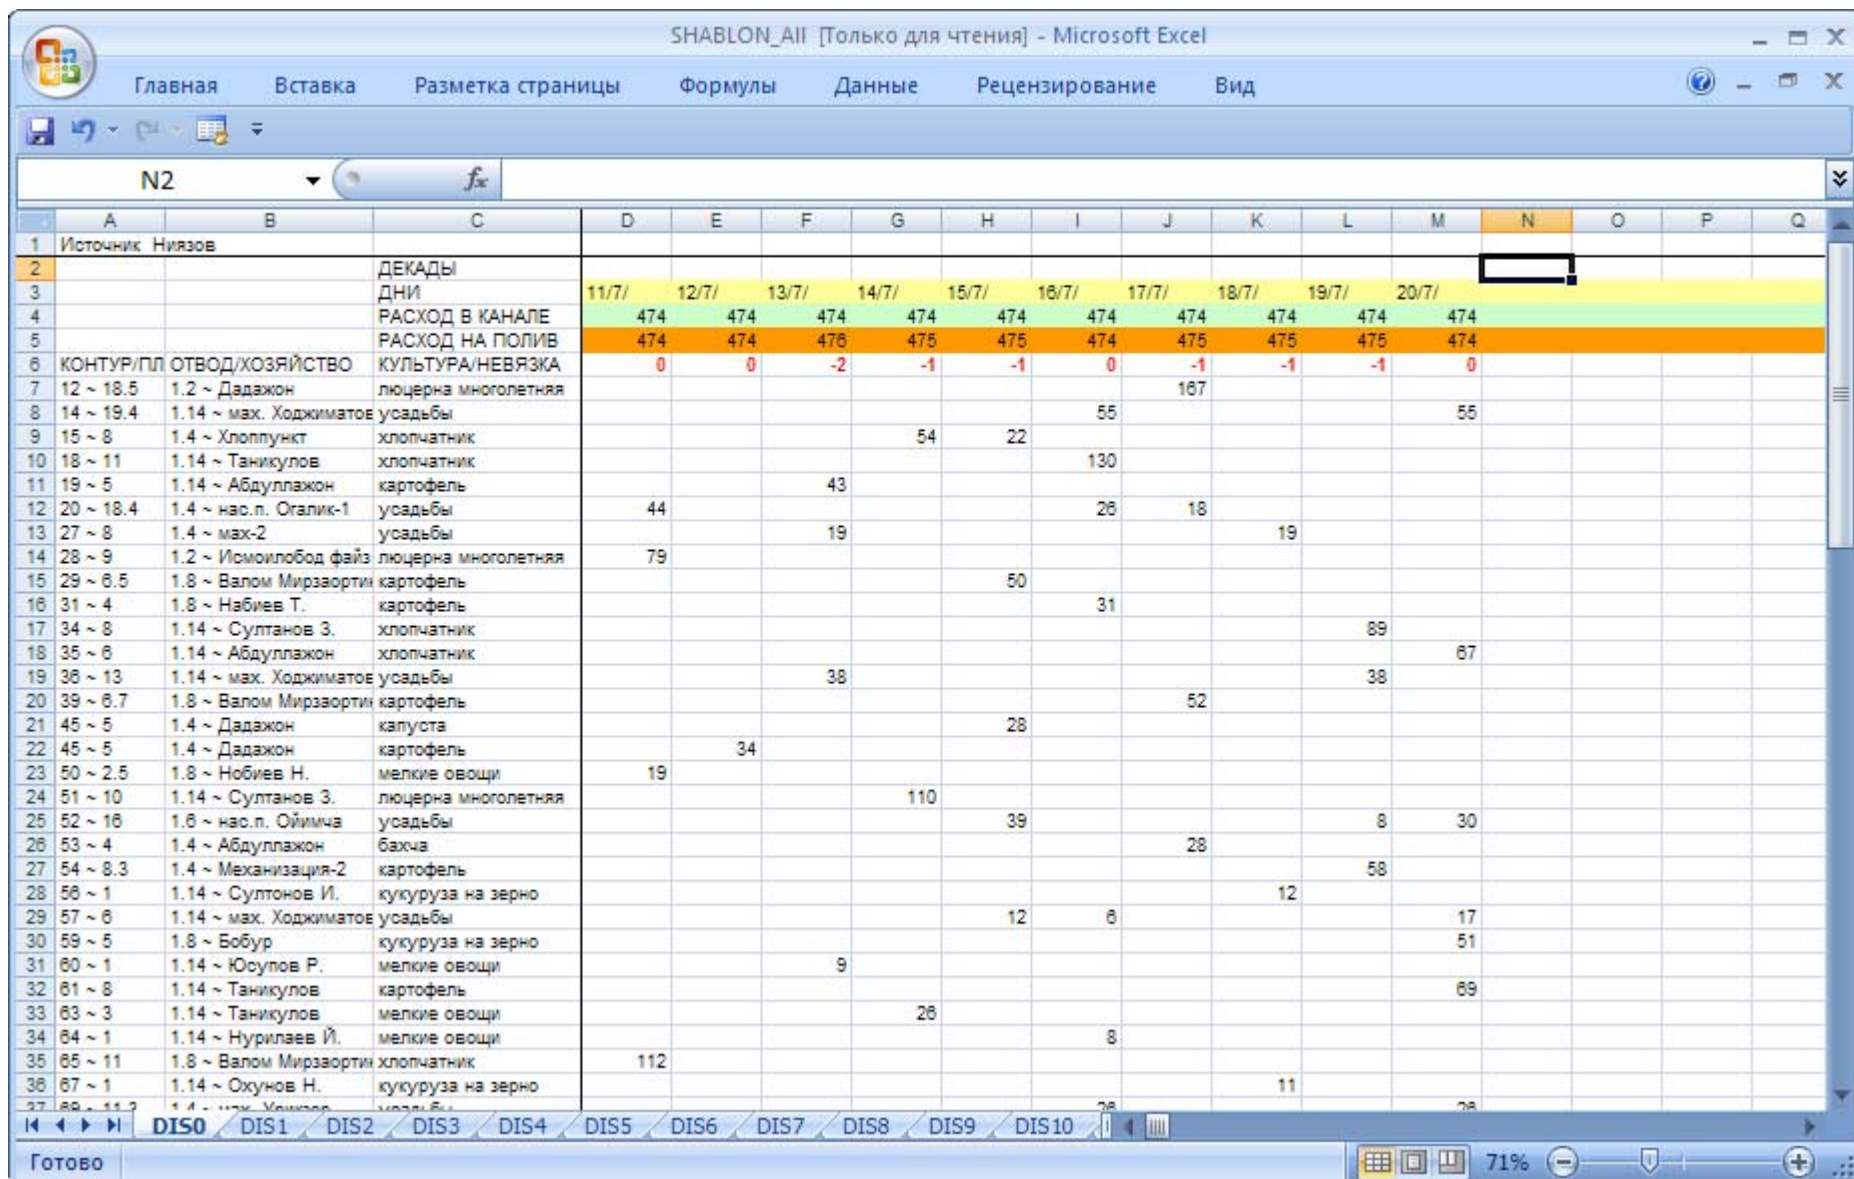 SHABLON_All [Только для чтения] - Microsoft Excel
Главная Вставка Разметка страницы Формулы Данные Рецензирование Вид
N2 fx
A B C D E F G H I J K L M N O P Q
1 Источник Ниязов
2 ДЕКАДЫ
3 ДНИ 11/7/ 12/7/ 13/7/ 14/7/ 15/7/ 16/7/ 17/7/ 18/7/ 19/7/ 20/7/
4 РАСХОД В КАНАЛЕ 474 474 474 474 474 474 474 474 474 474
5 РАСХОД НА ПОЛИВ 474 474 476 475 475 474 475 475 475 474
6 КОНТУР/ПЛ ОТВОД/ХОЗЯЙСТВО КУЛЬТУРА/НЕВЯЗКА 0 0 -2 -1 -1 0 -1 -1 -1 0
7 12 ~ 18.5 1.2 ~ Дадажон люцерна многолетняя 167
8 14 ~ 19.4 1.14 ~ мах. Ходжиматов усадьбы 55 55
9 15 ~ 8 1.4 ~ Хлоппункт хлопчатник 54 22
10 18 ~ 11 1.14 ~ Таникулов хлопчатник 130
11 19 ~ 5 1.14 ~ Абдуллажон картофель 43
12 20 ~ 18.4 1.4 ~ нас.п. Огалик-1 усадьбы 44 26 18
13 27 ~ 8 1.4 ~ мах-2 усадьбы 19 19
14 28 ~ 9 1.2 ~ Исмоилобод файз люцерна многолетняя 79
15 29 ~ 6.5 1.8 ~ Валом Мирзаорти картофель 50
16 31 ~ 4 1.8 ~ Набиев Т. картофель 31
17 34 ~ 8 1.14 ~ Султанов З. хлопчатник 89
18 35 ~ 6 1.14 ~ Абдуллажон хлопчатник 67
19 36 ~ 13 1.14 ~ мах. Ходжиматов усадьбы 38 38
20 39 ~ 6.7 1.8 ~ Валом Мирзаорти картофель 52
21 45 ~ 5 1.4 ~ Дадажон капуста 28
22 45 ~ 5 1.4 ~ Дадажон картофель 34
23 50 ~ 2.5 1.8 ~ Нобиев Н. мелкие овощи 19
24 51 ~ 10 1.14 ~ Султанов З. люцерна многолетняя 110
25 52 ~ 16 1.6 ~ нас.п. Ойимча усадьбы 39 8 30
26 53 ~ 4 1.4 ~ Абдуллажон бахча 28
27 54 ~ 8.3 1.4 ~ Механизация-2 картофель 58
28 56 ~ 1 1.14 ~ Султонов И. кукуруза на зерно 12
29 57 ~ 6 1.14 ~ мах. Ходжиматов усадьбы 12 6 17
30 59 ~ 5 1.8 ~ Бобур кукуруза на зерно 51
31 60 ~ 1 1.14 ~ Юсупов Р. мелкие овощи 9
32 61 ~ 8 1.14 ~ Таникулов картофель 69
33 63 ~ 3 1.14 ~ Таникулов мелкие овощи 26
34 64 ~ 1 1.14 ~ Нурилаев Й. мелкие овощи 8
35 65 ~ 11 1.8 ~ Валом Мирзаорти хлопчатник 112
36 67 ~ 1 1.14 ~ Охунов Н. кукуруза на зерно 11
DIS0 DIS1 DIS2 DIS3 DIS4 DIS5 DIS6 DIS7 DIS8 DIS9 DIS10
Готово 71%